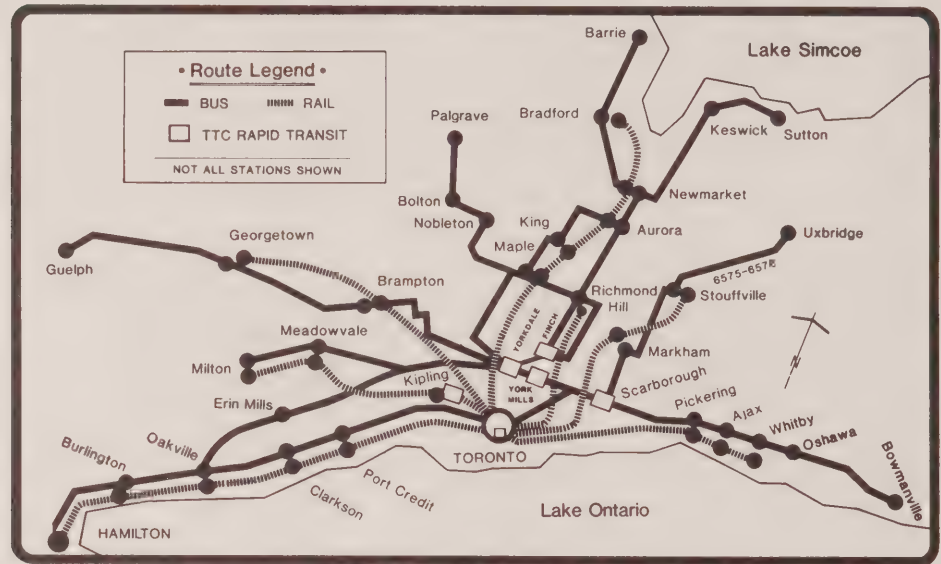 • Route Legend •
BUS
RAIL
TTC RAPID TRANSIT
NOT ALL STATIONS SHOWN
Barrie
Lake Simcoe
Palgrave
Bradford
Keswick
Sutton
Bolton
Nobleton
Newmarket
King
Aurora
Uxbridge
Georgetown
Maple
Guelph
Brampton
Richmond
Hill
6575-6578
Stouffville
YORKDALE
FINCH
Meadowvale
Markham
N
Milton
Kipling
YORK
MILLS
Scarborough
Erin Mills
Pickering
Ajax
Whitby
Oshawa
Burlington
Oakville
TORONTO
Bowmanville
Port Credit
Clarkson
Lake Ontario
HAMILTON